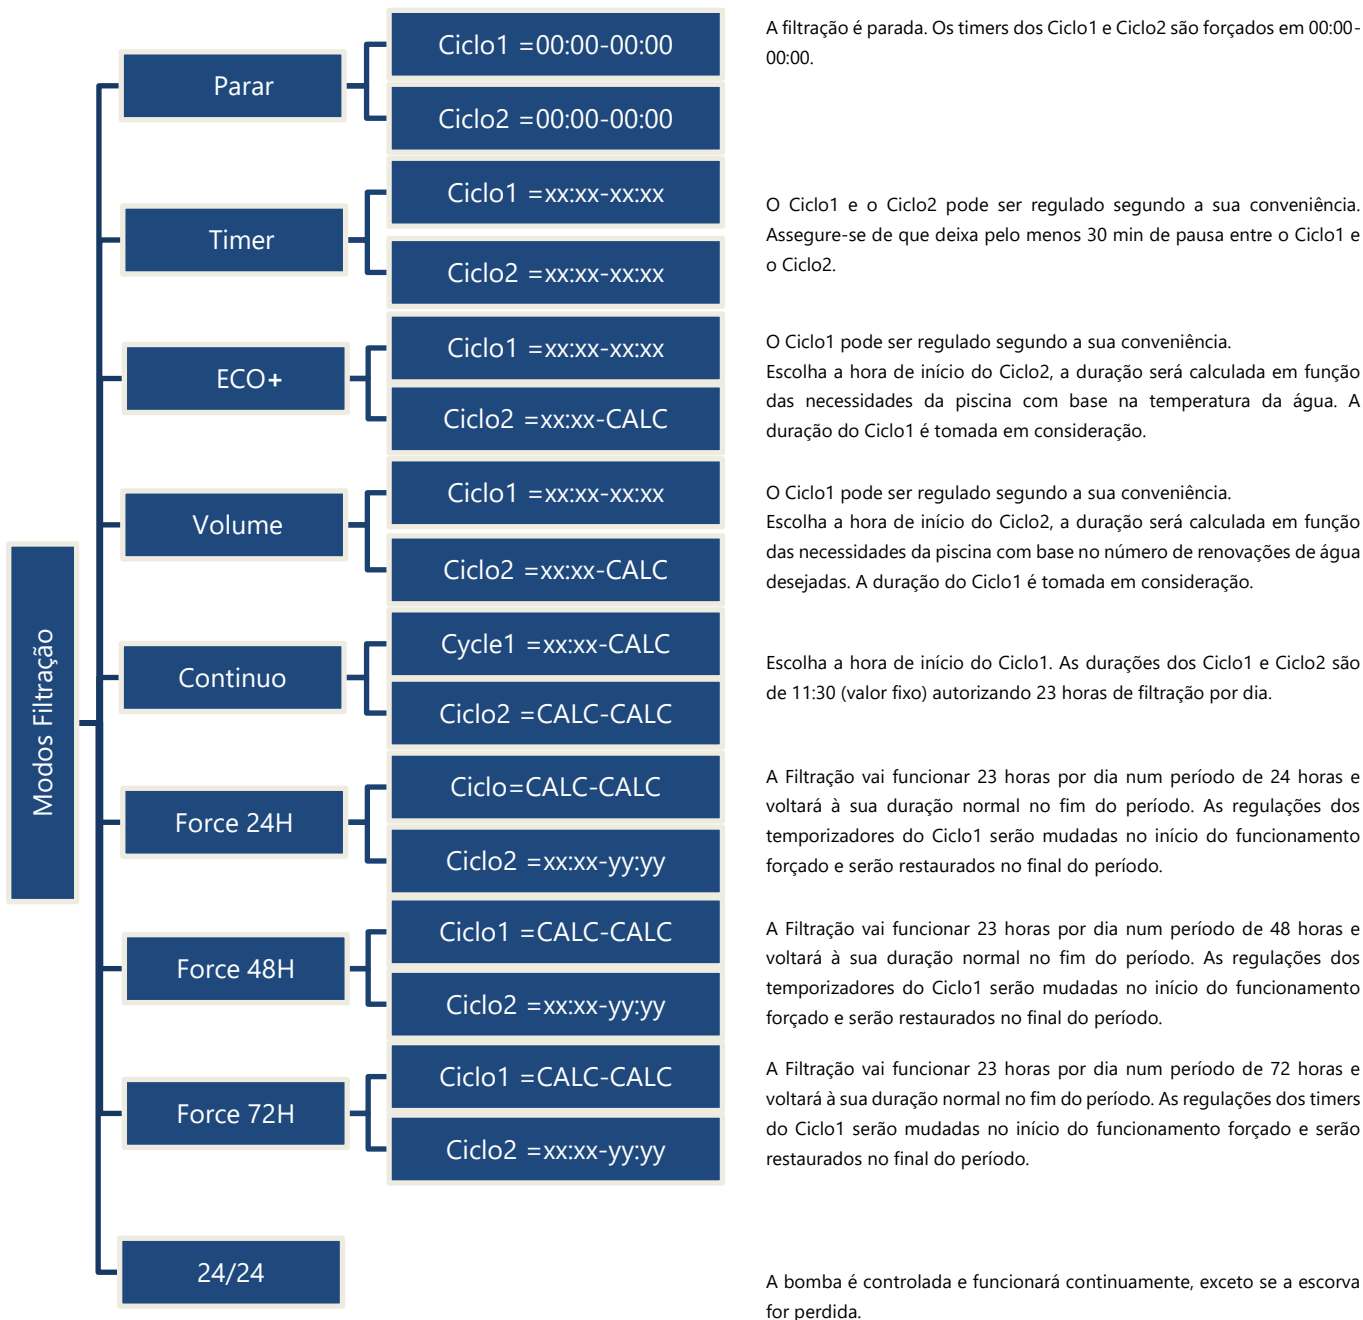 Modos Filtração
Parar
Ciclo1 =00:00-00:00
Ciclo2 =00:00-00:00
A filtração é parada. Os timers dos Ciclo1 e Ciclo2 são forçados em 00:00-
00:00.
Timer
Ciclo1 =xx:xx-xx:xx
Ciclo2 =xx:xx-xx:xx
O Ciclo1 e o Ciclo2 pode ser regulado segundo a sua conveniência.
Assegure-se de que deixa pelo menos 30 min de pausa entre o Ciclo1 e
o Ciclo2.
ECO+
Ciclo1 =xx:xx-xx:xx
Ciclo2 =xx:xx-CALC
O Ciclo1 pode ser regulado segundo a sua conveniência.
Escolha a hora de início do Ciclo2, a duração será calculada em função
das necessidades da piscina com base na temperatura da água. A
duração do Ciclo1 é tomada em consideração.
Volume
Ciclo1 =xx:xx-xx:xx
Ciclo2 =xx:xx-CALC
O Ciclo1 pode ser regulado segundo a sua conveniência.
Escolha a hora de início do Ciclo2, a duração será calculada em função
das necessidades da piscina com base no número de renovações de água
desejadas. A duração do Ciclo1 é tomada em consideração.
Continuo
Cycle1 =xx:xx-CALC
Ciclo2 =CALC-CALC
Escolha a hora de início do Ciclo1. As durações dos Ciclo1 e Ciclo2 são
de 11:30 (valor fixo) autorizando 23 horas de filtração por dia.
Force 24H
Ciclo=CALC-CALC
Ciclo2 =xx:xx-yy:yy
A Filtração vai funcionar 23 horas por dia num período de 24 horas e
voltará à sua duração normal no fim do período. As regulações dos
temporizadores do Ciclo1 serão mudadas no início do funcionamento
forçado e serão restaurados no final do período.
Force 48H
Ciclo1 =CALC-CALC
Ciclo2 =xx:xx-yy:yy
A Filtração vai funcionar 23 horas por dia num período de 48 horas e
voltará à sua duração normal no fim do período. As regulações dos
temporizadores do Ciclo1 serão mudadas no início do funcionamento
forçado e serão restaurados no final do período.
Force 72H
Ciclo1 =CALC-CALC
Ciclo2 =xx:xx-yy:yy
A Filtração vai funcionar 23 horas por dia num período de 72 horas e
voltará à sua duração normal no fim do período. As regulações dos timers
do Ciclo1 serão mudadas no início do funcionamento forçado e serão
restaurados no final do período.
24/24
A bomba é controlada e funcionará continuamente, exceto se a escorva
for perdida.